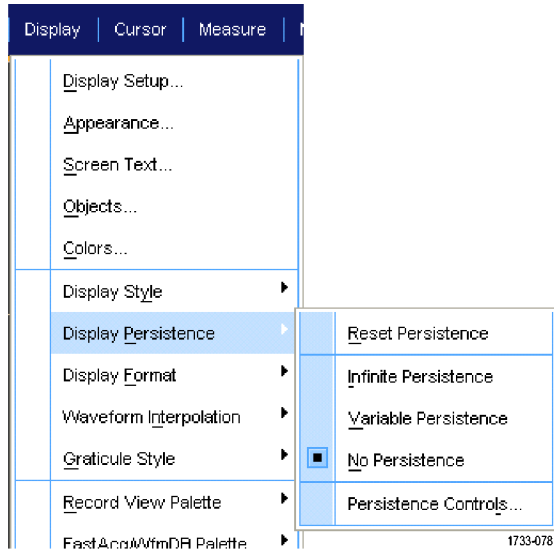 Display Cursor Measure
Display Setup...
Appearance...
Screen Text...
Objects...
Colors...
Display Style
Display Persistence
Reset Persistence
Infinite Persistence
Variable Persistence
No Persistence
Persistence Controls...
Display Format
Waveform Interpolation
Graticule Style
Record View Palette
FastAcq/WfmDB Palette
1733-078